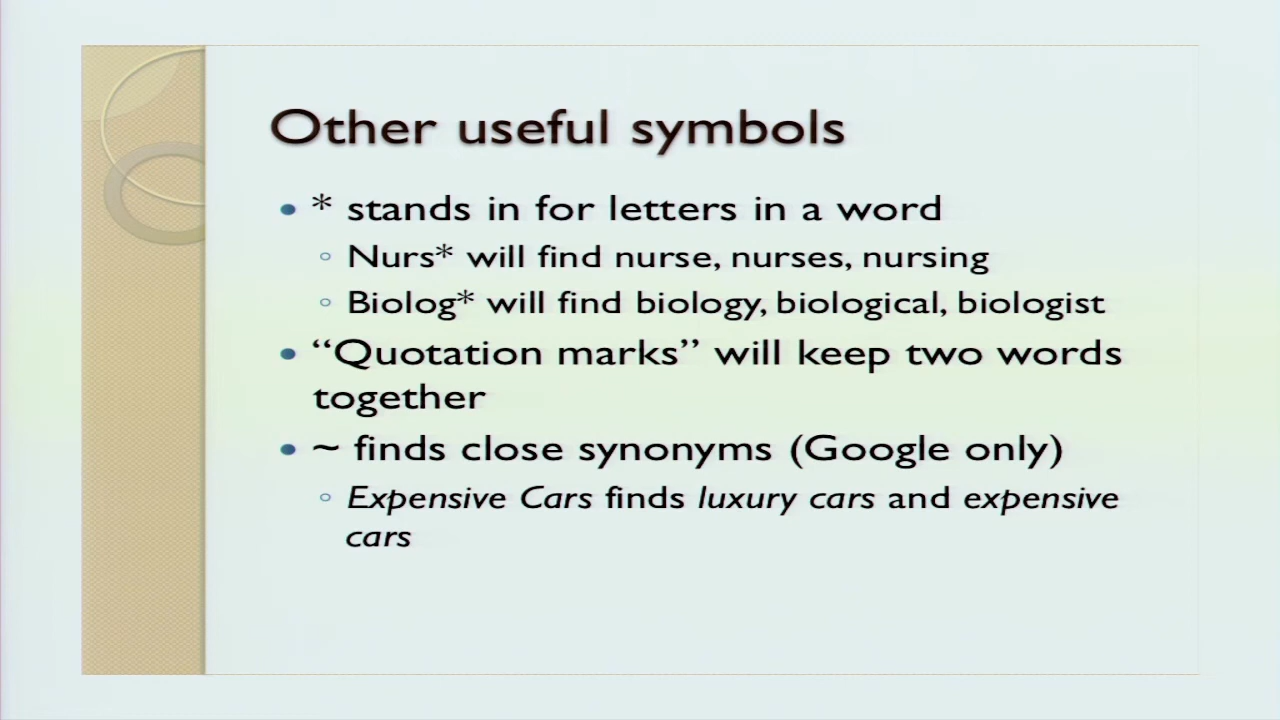 Other useful symbols
* stands in for letters in a word
Nurs* will find nurse, nurses, nursing
Biolog* will find biology, biological, biologist
“Quotation marks” will keep two words
together
~ finds close synonyms (Google only)
Expensive Cars finds luxury cars and expensive
cars